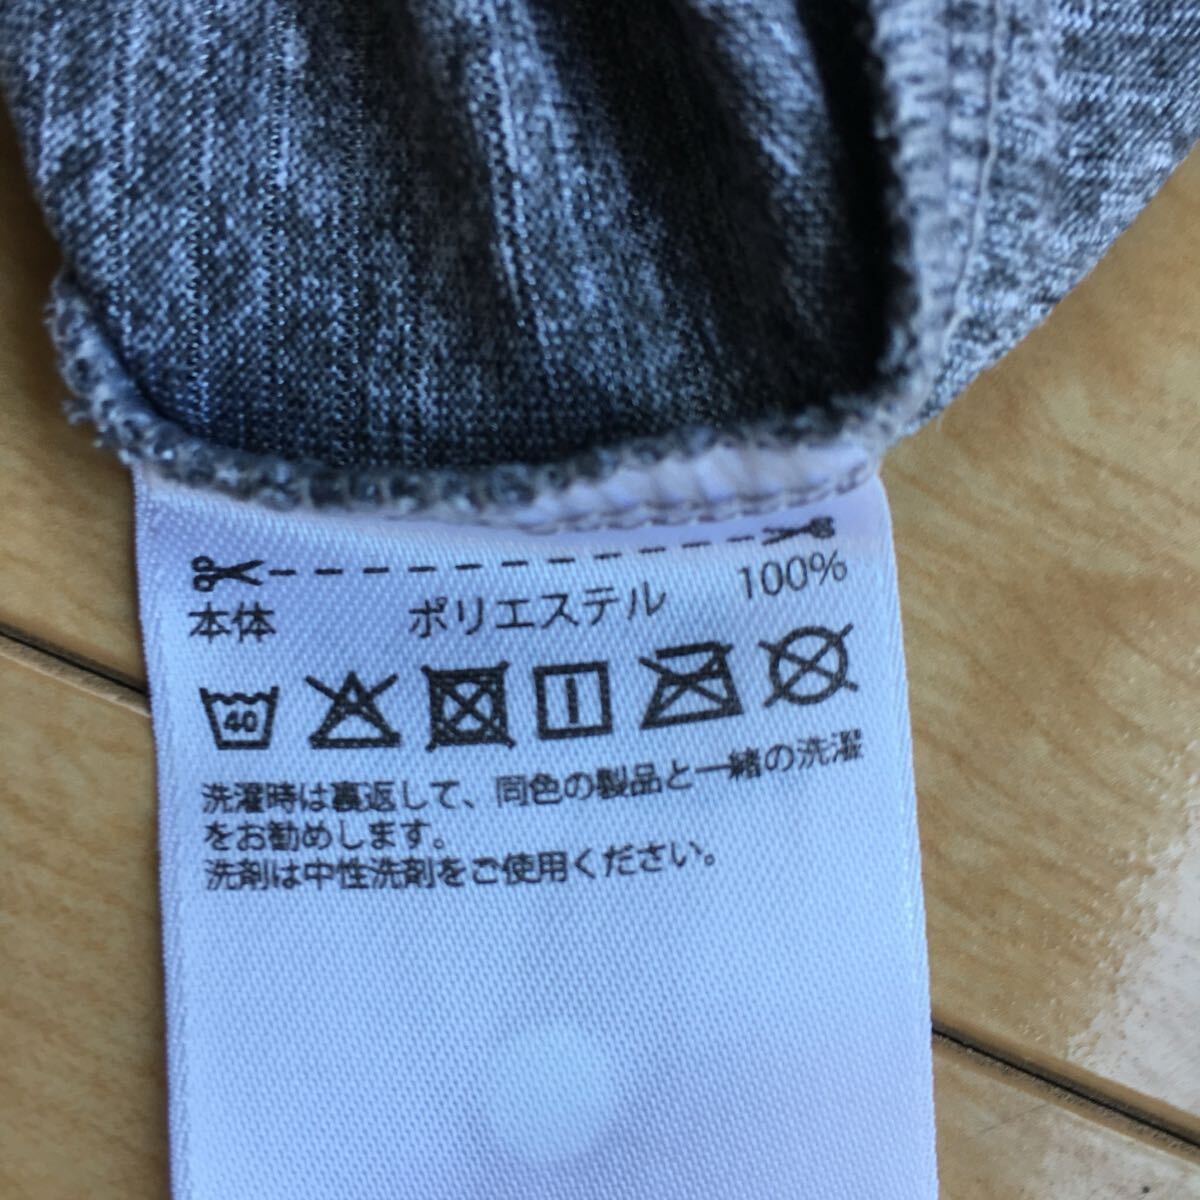 本体 ポリエステル 100%
40
洗濯時は裏返して、同色の製品と一緒の洗濯
をお勧めします。
洗剤は中性洗剤をご使用ください。